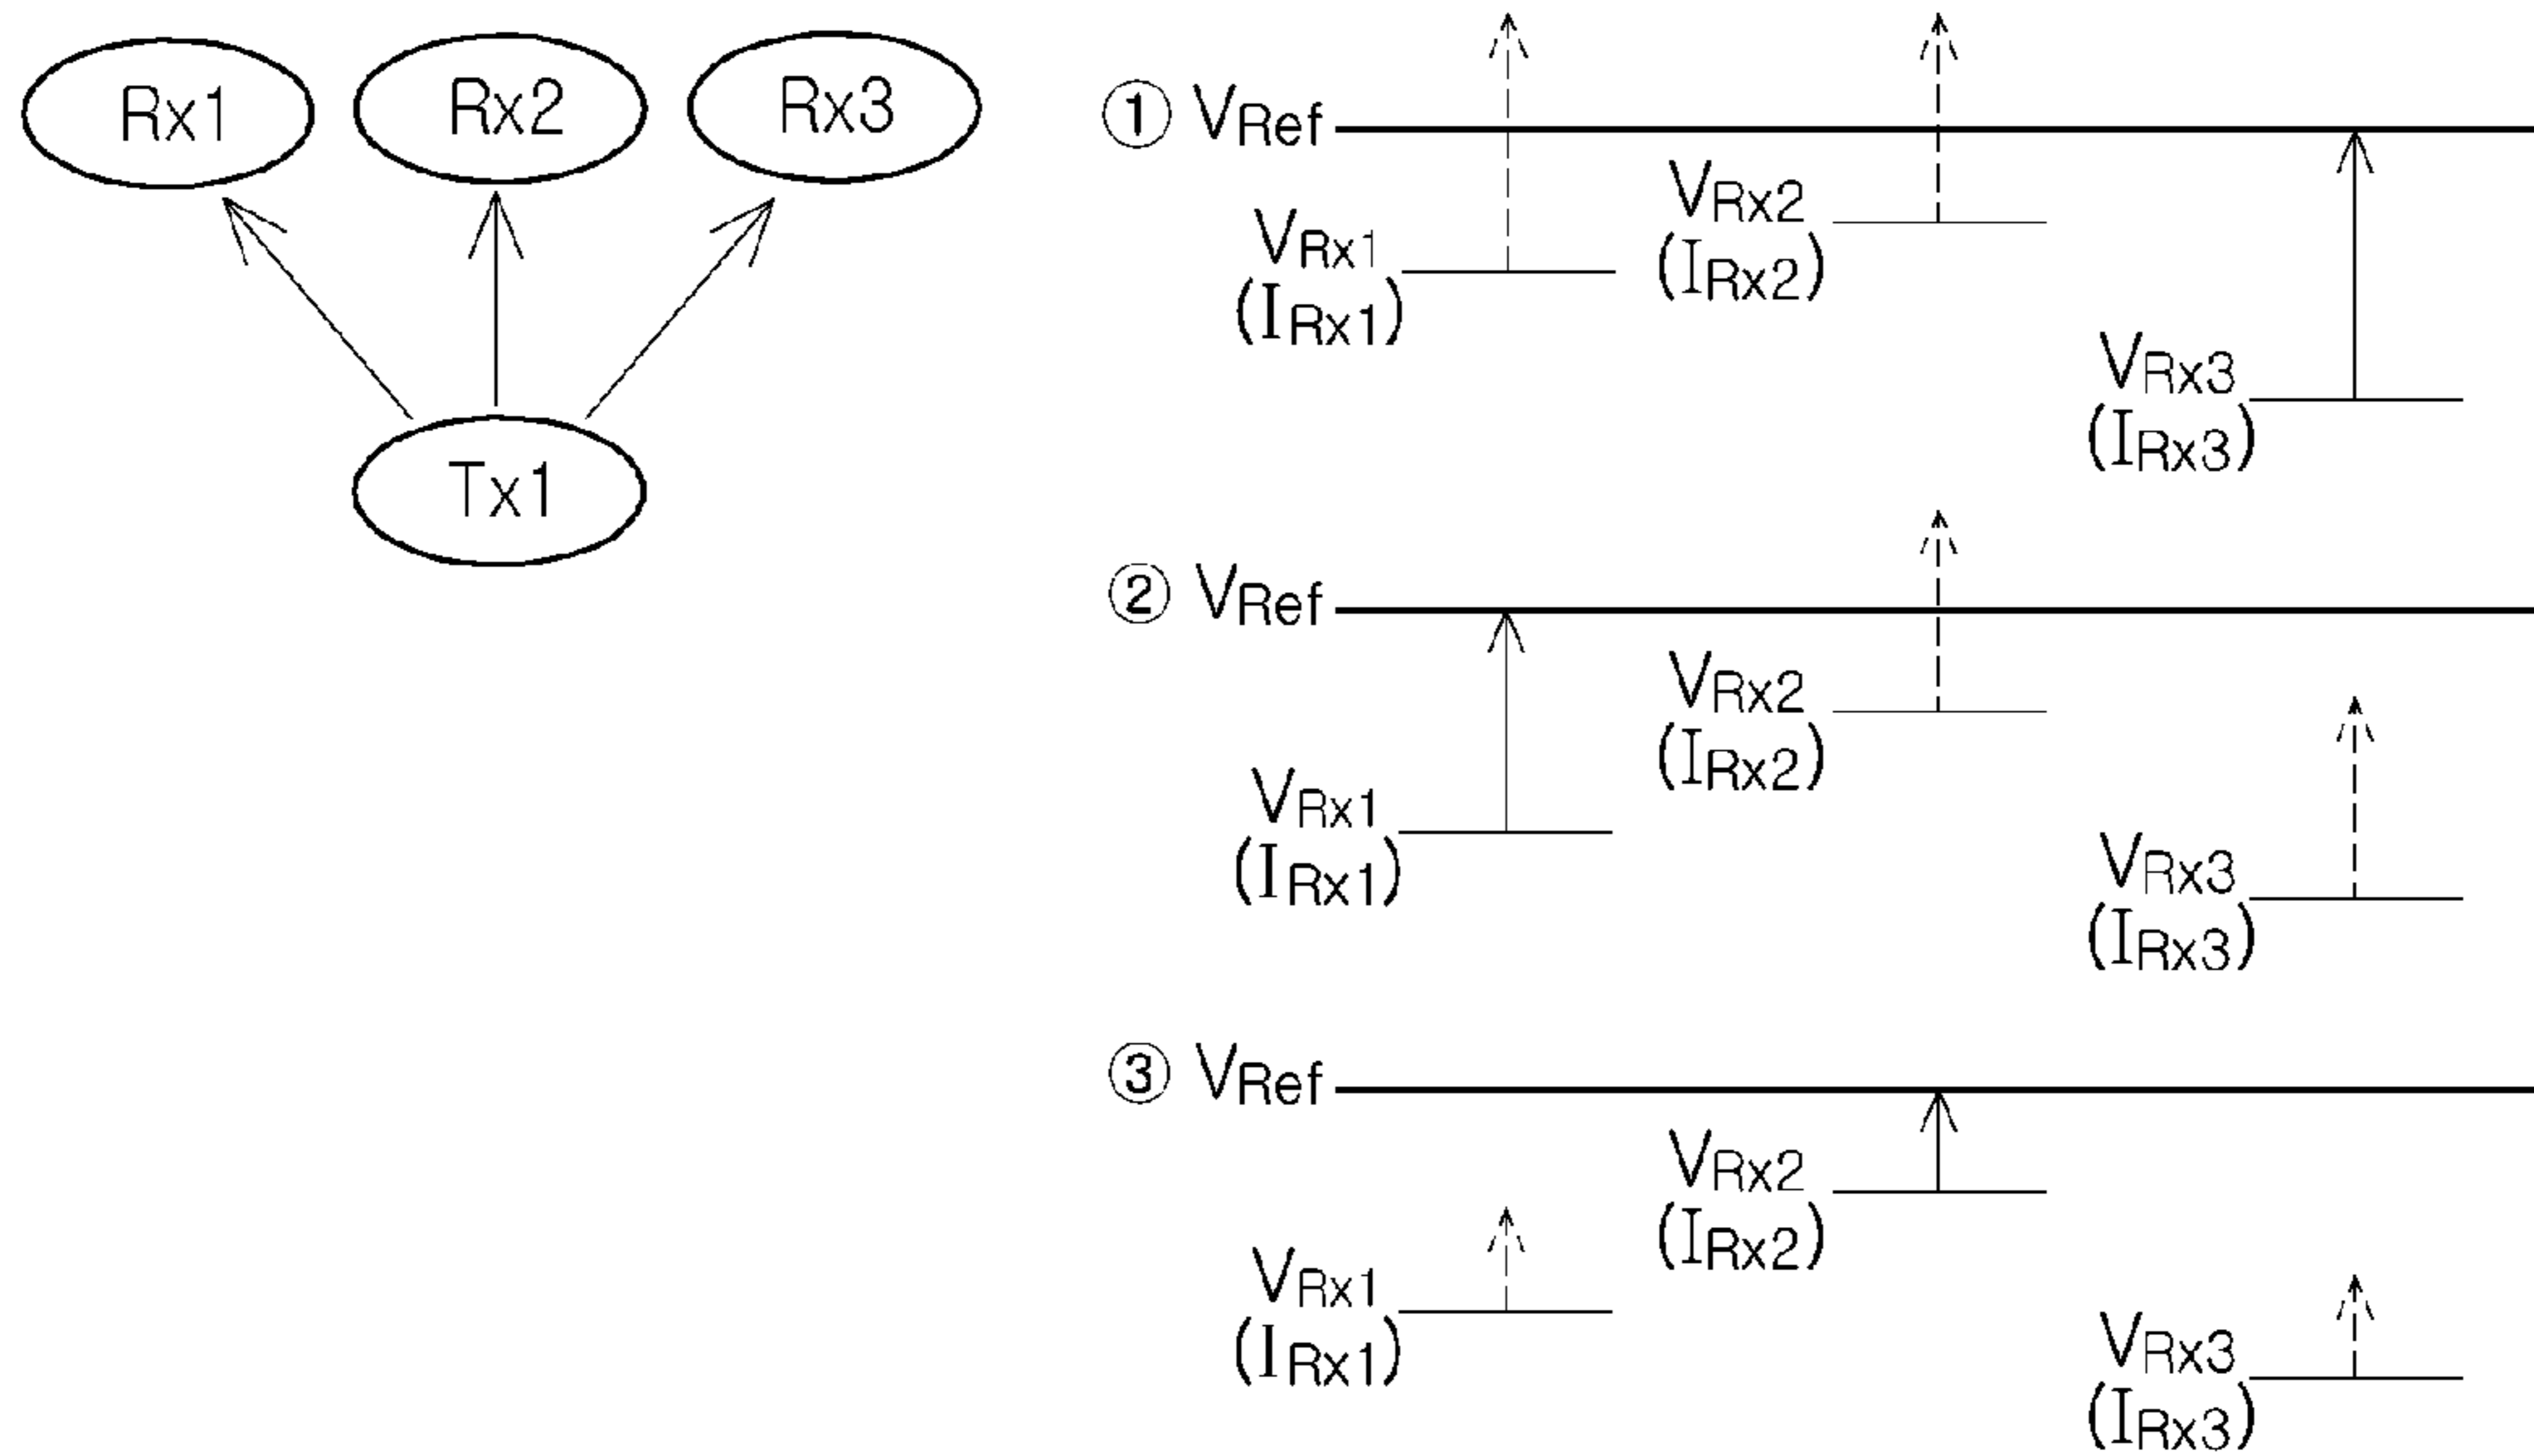 Rx1 Rx2 Rx3
Tx1
① VRef
VRx1
(IRx1)
VRx2
(IRx2)
VRx3
(IRx3)
② VRef
VRx1
(IRx1)
VRx2
(IRx2)
VRx3
(IRx3)
③ VRef
VRx1
(IRx1)
VRx2
(IRx2)
VRx3
(IRx3)